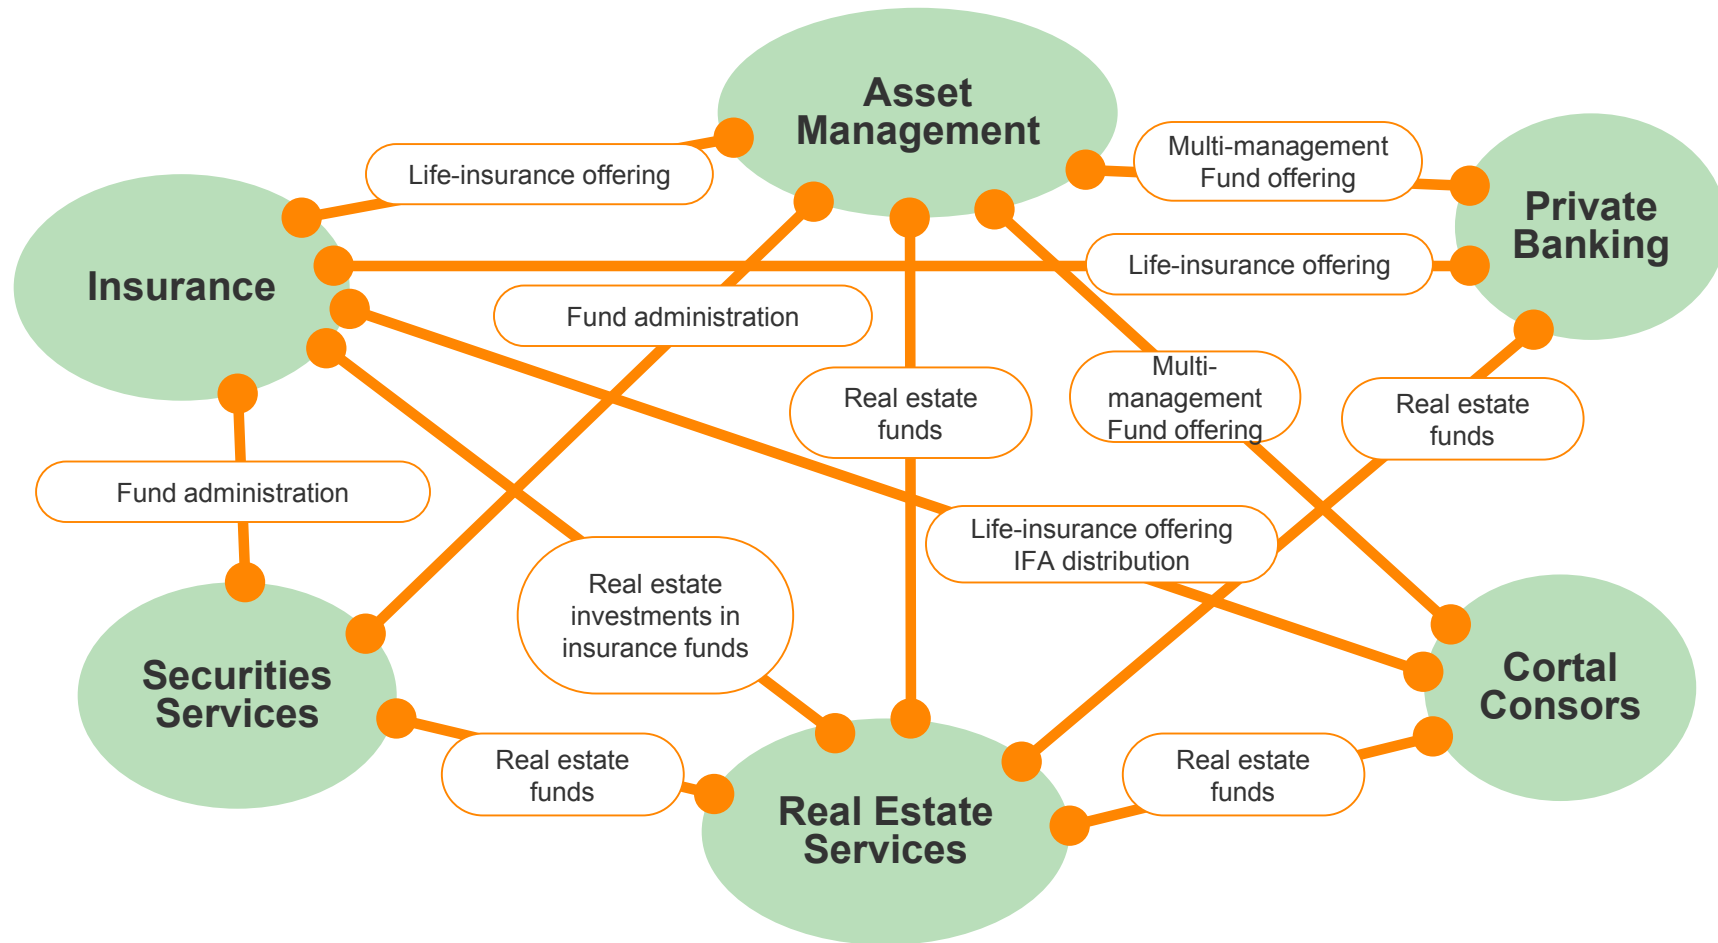 Asset
Management
Multi-management
Fund offering
Life-insurance offering
Private
Banking
Life-insurance offering
Insurance
Fund administration
Multi-
management
Fund offering
Real estate
funds
Real estate
funds
Fund administration
Life-insurance offering
IFA distribution
Real estate
investments in
insurance funds
Securities
Services
Cortal
Consors
Real estate
funds
Real estate
funds
Real Estate
Services